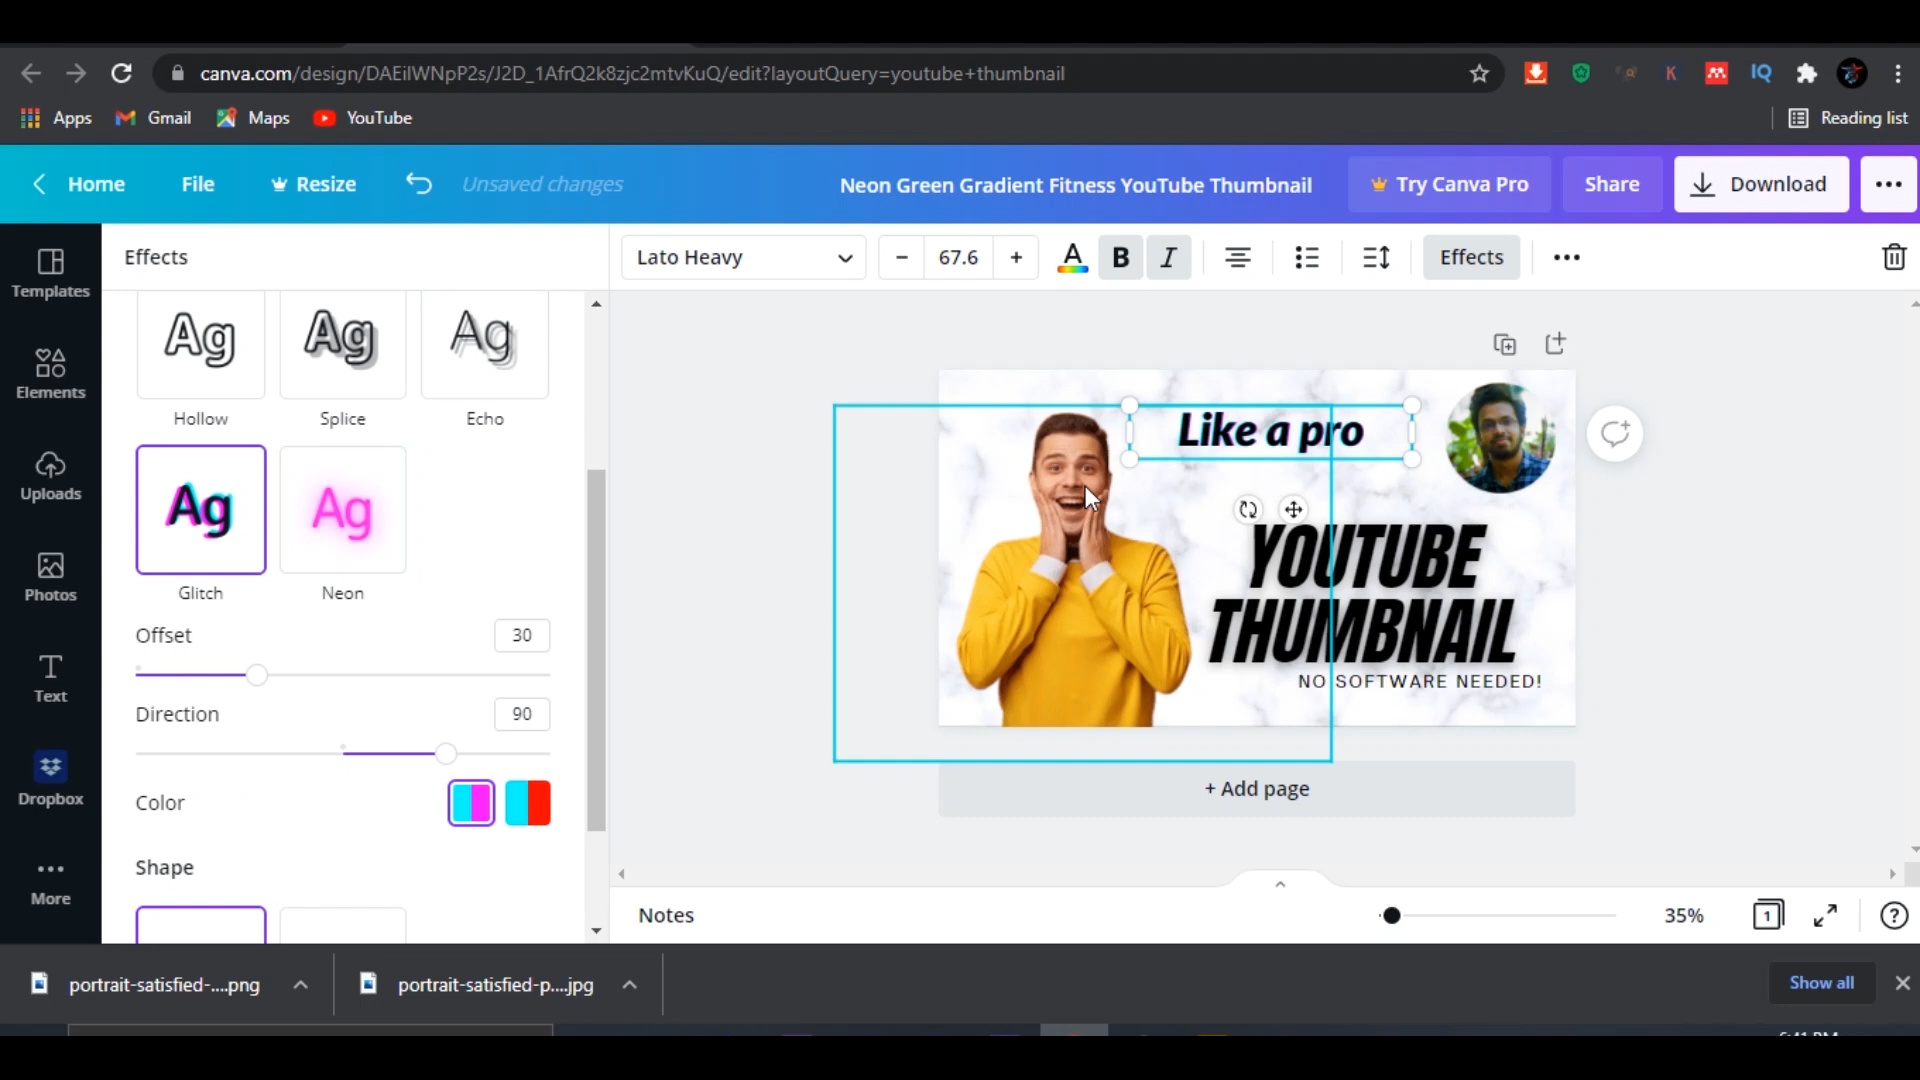 canva.com/design/DAEilWNpP2s/J2D_1AfrQ2k8zjc2mtvKuQ/edit?layoutQuery=youtube+thumbnail
K
IQ
Apps
Gmail
Maps
YouTube
Reading list
Home
File
Resize
Unsaved changes
Neon Green Gradient Fitness YouTube Thumbnail
Try Canva Pro
Share
Download
Templates
Elements
Uploads
Photos
Text
Dropbox
More
Effects
Ag
Ag
Ag
Hollow
Splice
Echo
Ag
Ag
Glitch
Neon
Offset
30
Direction
90
Color
Shape
Lato Heavy
67.6
A
B
I
Effects
Like a pro
YOUTUBE
THUMBNAIL
NO SOFTWARE NEEDED!
+ Add page
Notes
35%
1
portrait-satisfied-....png
portrait-satisfied-p....jpg
Show all